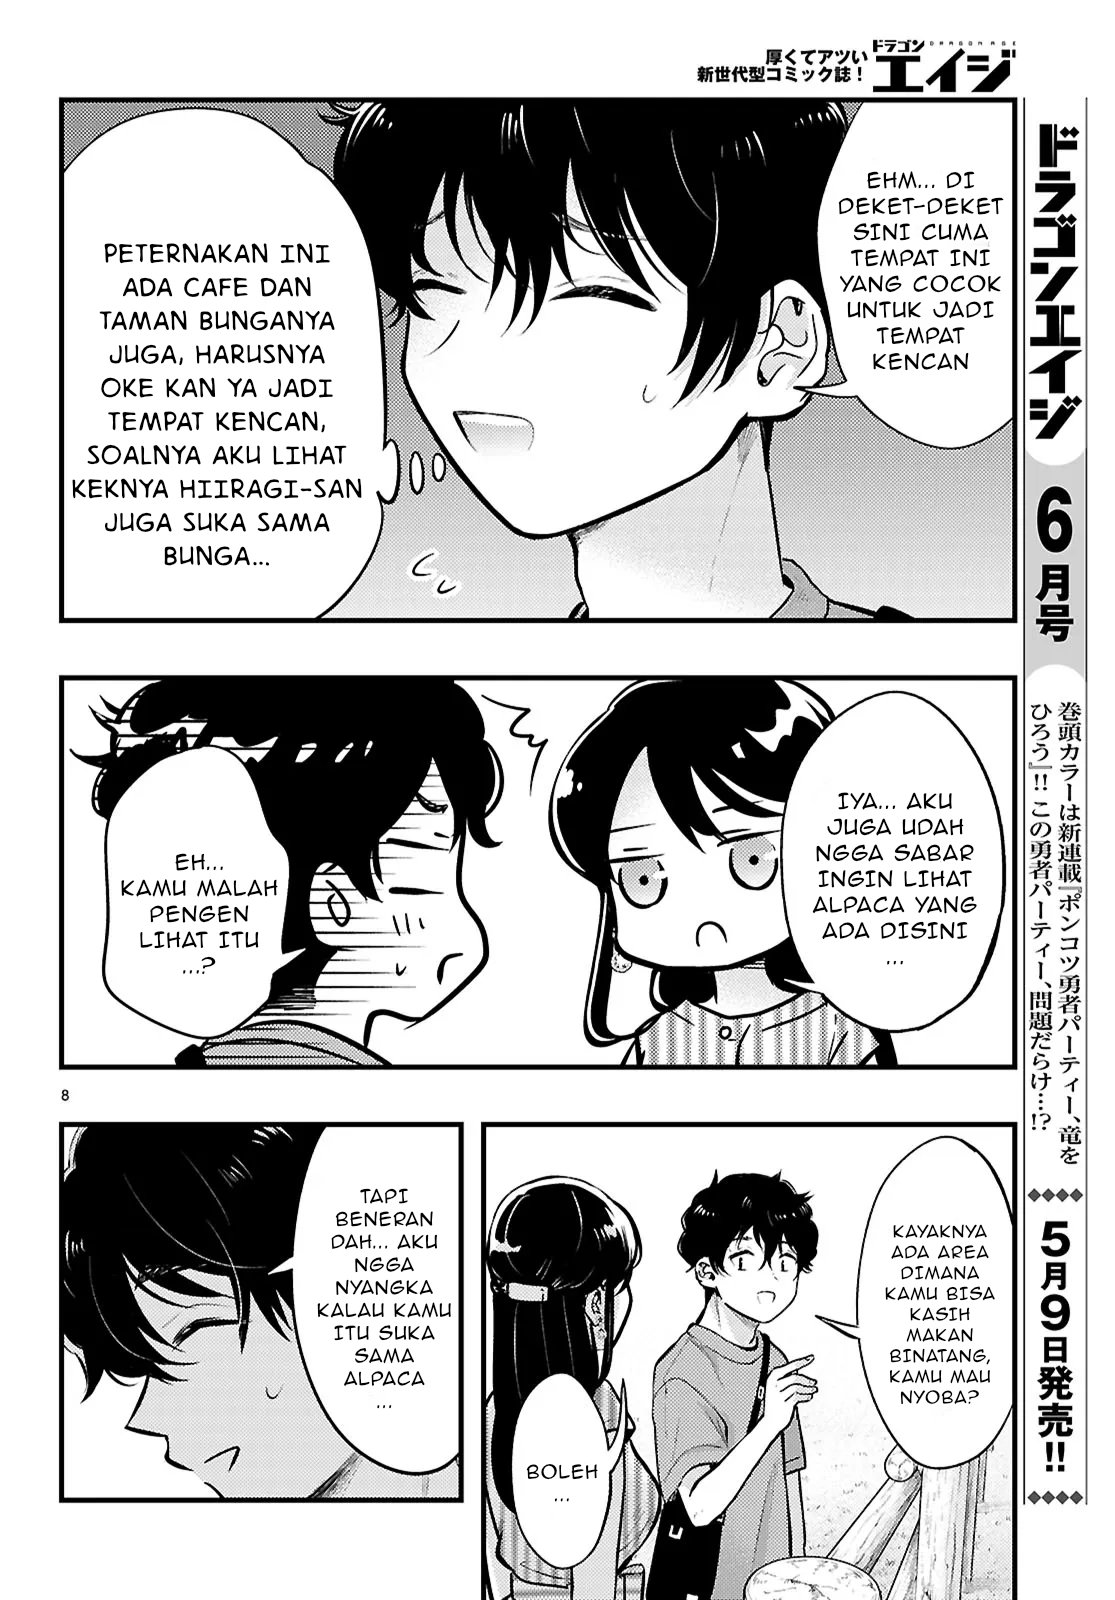 厚くてアツい
新世代型コミック誌!
ドラゴン
DRAGON AGE
エイジ
EHM... DI
DEKET-DEKET
SINI CUMA
TEMPAT INI
YANG COCOK
UNTUK JADI
TEMPAT
KENCAN
PETERNAKAN INI
ADA CAFE DAN
TAMAN BUNGANYA
JUGA, HARUSNYA
OKE KAN YA JADI
TEMPAT KENCAN,
SOALNYA AKU LIHAT
KEKNYA HIIRAGI-SAN
JUGA SUKA SAMA
BUNGA...
IYA... AKU
JUGA UDAH
NGGA SABAR
INGIN LIHAT
ALPACA YANG
ADA DISINI
...
EH...
KAMU MALAH
PENGEN
LIHAT ITU
...?
8
KAYAKNYA
ADA AREA
DIMANA
KAMU BISA
KASIH
MAKAN
BINATANG,
KAMU MAU
NYOBA?
BOLEH
...
TAPI
BENERAN
DAH... AKU
NGGA
NYANGKA
KALAU KAMU
ITU SUKA
SAMA
ALPACA
...
ドラゴンエイジ
6月号
巻頭カラーは新連載『ポンコツ勇者パーティー、竜を
ひろう』!! この勇者パーティー、問題だらけ…!?
5月9日発売!!